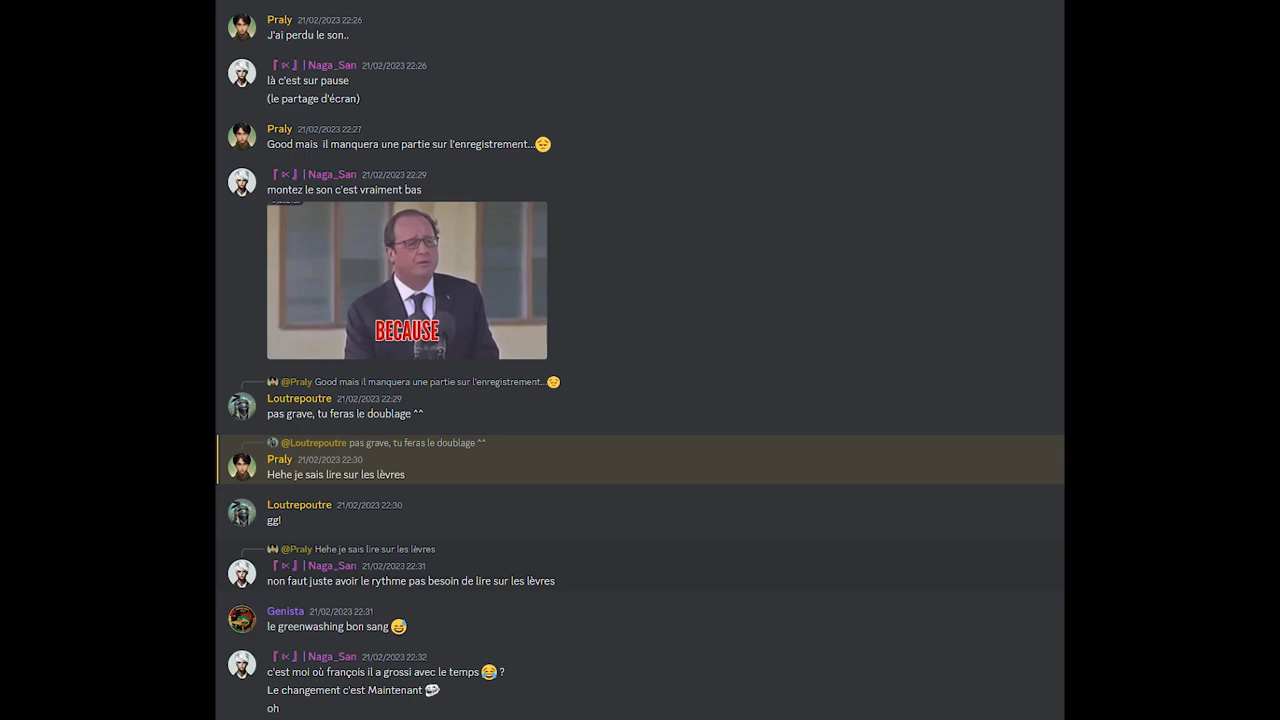 Praly 21/02/2023 22:26
J'ai perdu le son..
『⋉』| Naga_San 21/02/2023 22:26
là c'est sur pause
(le partage d'écran)
Praly 21/02/2023 22:27
Good mais il manquera une partie sur l'enregistrement...😔
『⋉』| Naga_San 21/02/2023 22:29
montez le son c'est vraiment bas
BECAUSE
@Praly Good mais il manquera une partie sur l'enregistrement...😔
Loutrepoutre 21/02/2023 22:29
pas grave, tu feras le doublage ^^
@Loutrepoutre pas grave, tu feras le doublage ^^
Praly 21/02/2023 22:30
Hehe je sais lire sur les lèvres
Loutrepoutre 21/02/2023 22:30
gg!
@Praly Hehe je sais lire sur les lèvres
『⋉』| Naga_San 21/02/2023 22:31
non faut juste avoir le rythme pas besoin de lire sur les lèvres
Genista 21/02/2023 22:31
le greenwashing bon sang 😅
『⋉』| Naga_San 21/02/2023 22:32
c'est moi où françois il a grossi avec le temps 😂 ?
Le changement c'est Maintenant
oh